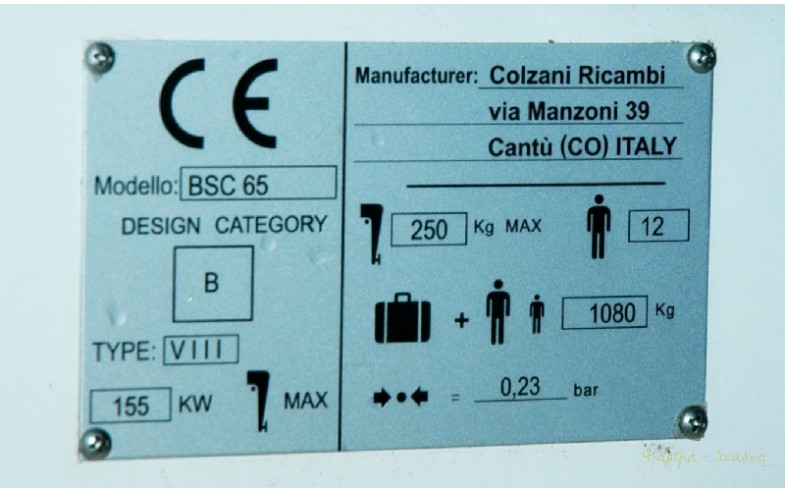 CE
Modello: BSC 65
DESIGN CATEGORY
B
TYPE: VIII
155 KW MAX
Manufacturer: Colzani Ricambi
via Manzoni 39
Cantù (CO) ITALY
250 Kg MAX 12
+ 1080 Kg
= 0,23 bar